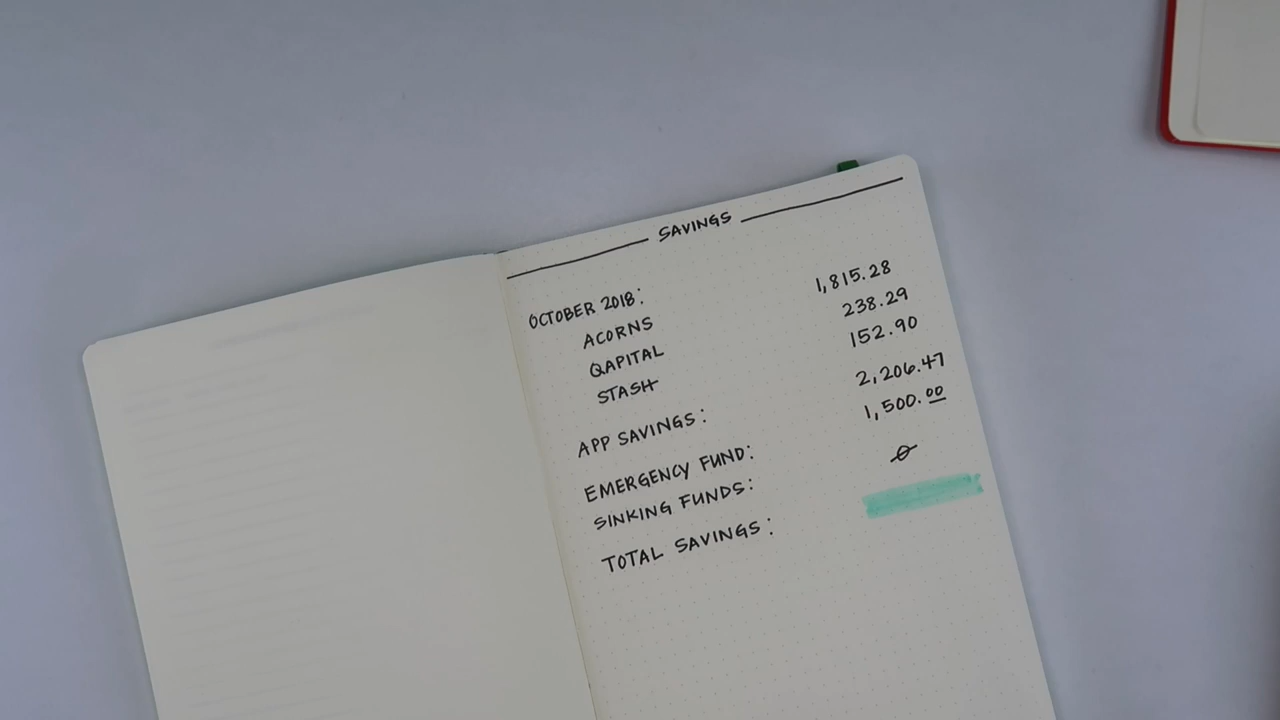 SAVINGS
OCTOBER 2018:
ACORNS 1,815.28
QAPITAL 238.29
STASH 152.90
APP SAVINGS: 2,206.47
EMERGENCY FUND: 1,500.00
SINKING FUNDS: 0
TOTAL SAVINGS: